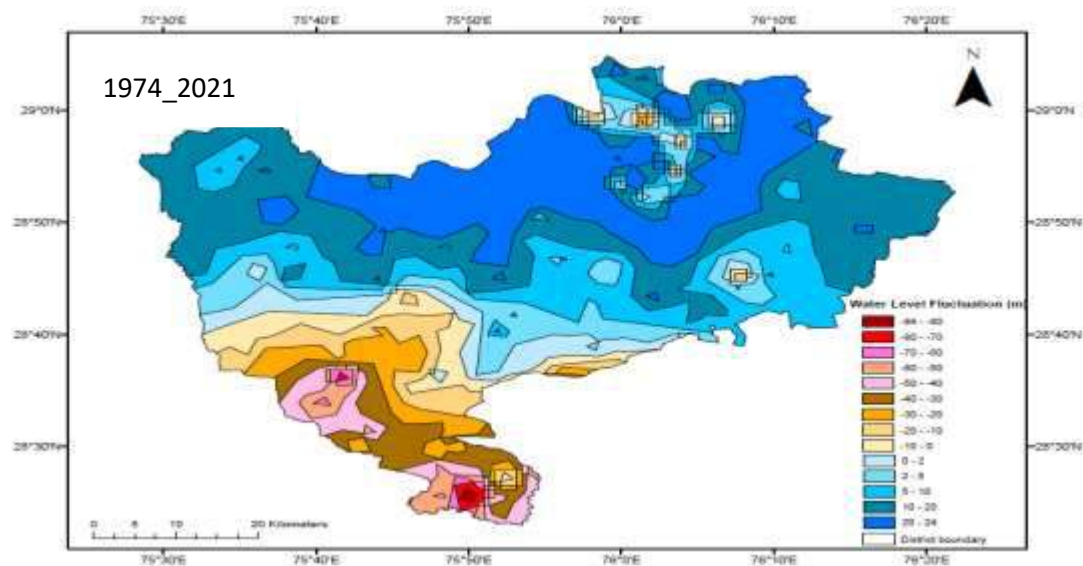 75°30'E 75°40'E 75°50'E 76°0'E 76°10'E 76°20'E
N
1974_2021
29°0'N 29°0'N
28°50'N 28°50'N
Water Level Fluctuation (m)
28°40'N 28°40'N
-80 - -70
-70 - -60
-60 - -50
-50 - -40
-40 - -30
-30 - -20
-20 - -10
-10 - 0
28°30'N 28°30'N
0 - 2
2 - 5
5 - 10
10 - 20
20 - 24
0 5 10 20 Kilometers
District boundary
75°30'E 75°40'E 75°50'E 76°0'E 76°10'E 76°20'E